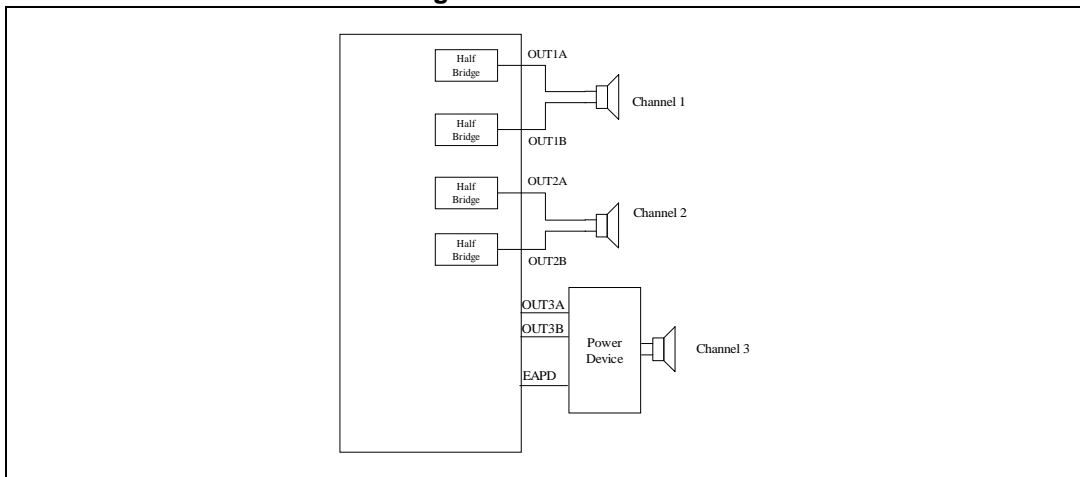 Half
Bridge
OUT1A
Channel 1
Half
Bridge
OUT1B
Half
Bridge
OUT2A
Channel 2
Half
Bridge
OUT2B
OUT3A
OUT3B
Power
Device
Channel 3
EAPD